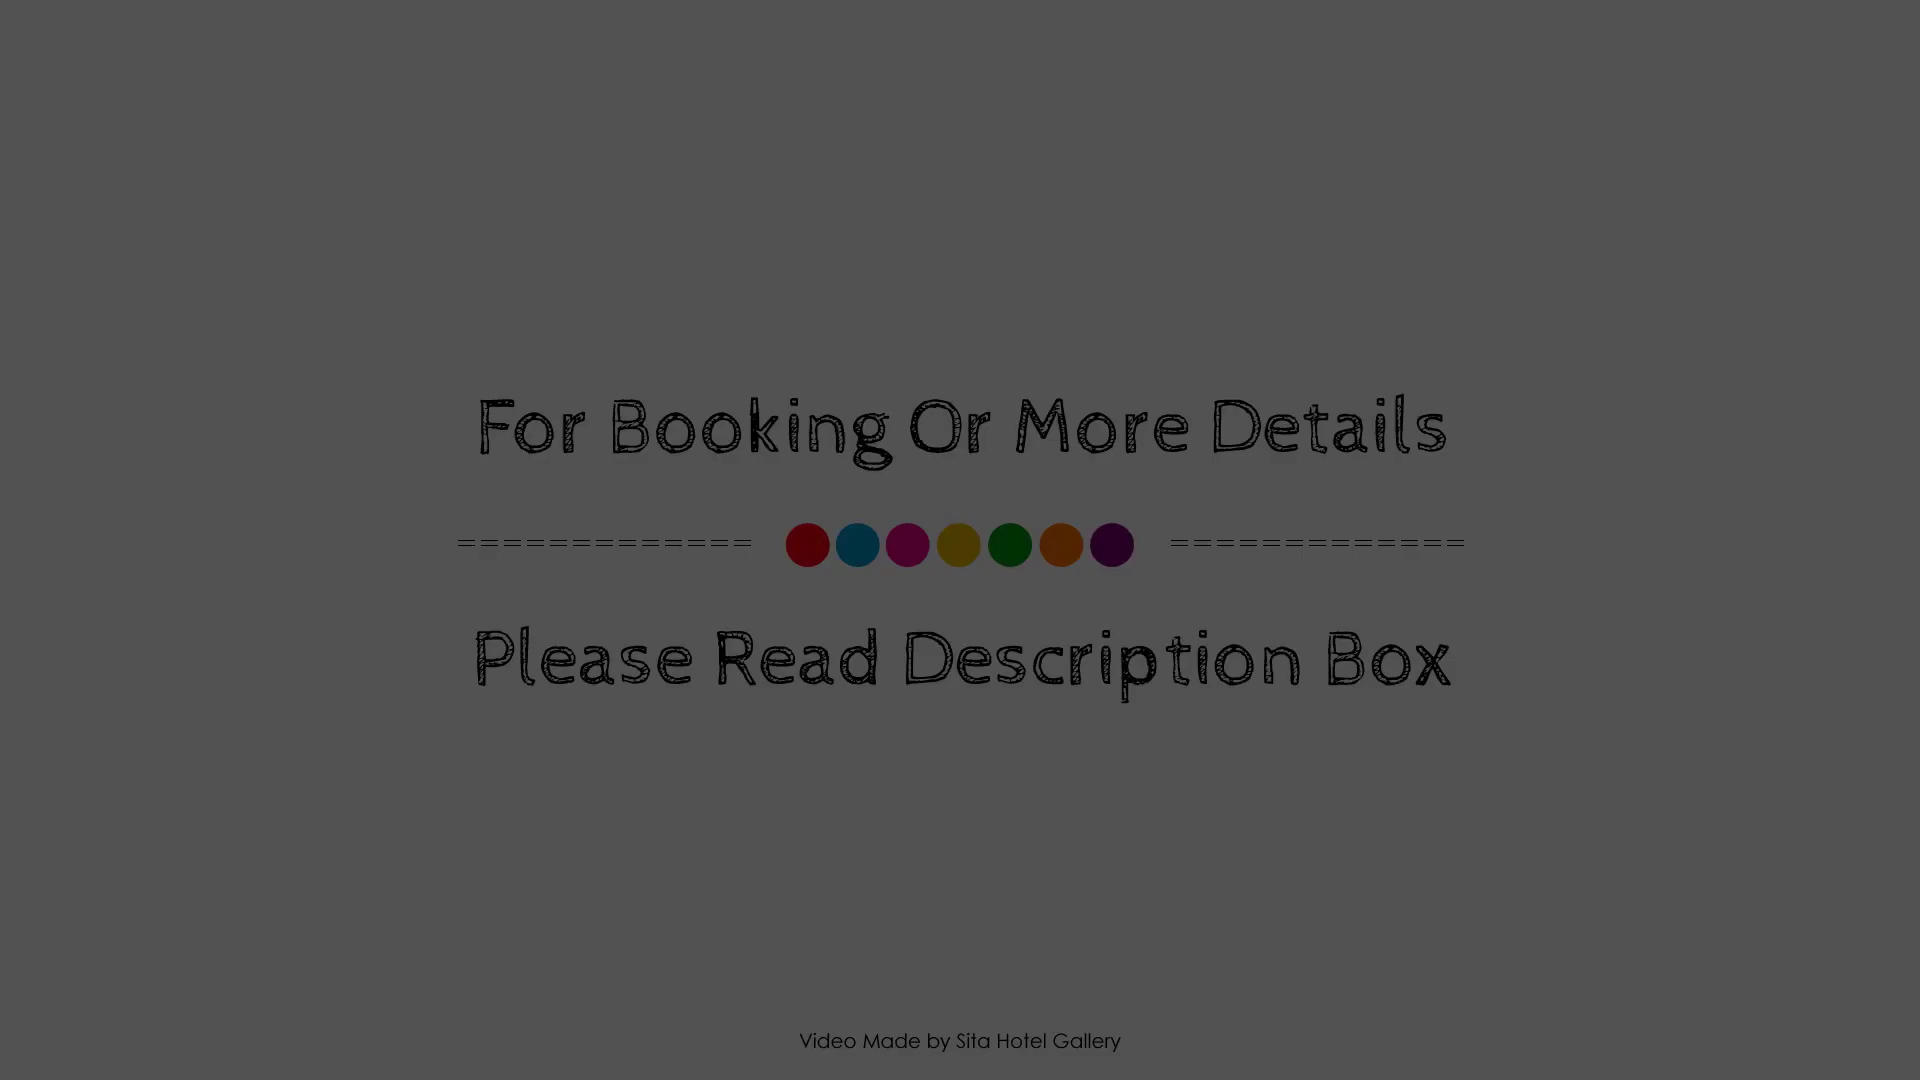 For Booking Or More Details
============= =============
Please Read Description Box
Video Made by Sita Hotel Gallery